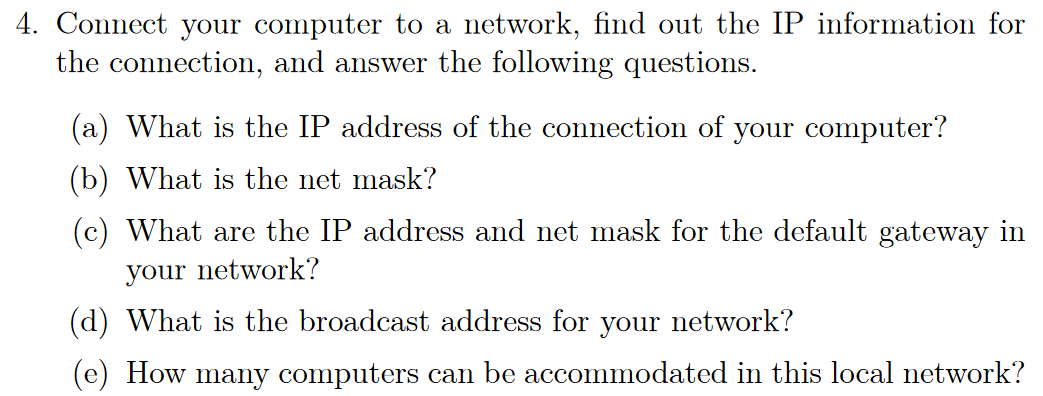 4. Connect your computer to a network, find out the IP information for
the connection, and answer the following questions.
(a) What is the IP address of the connection of your computer?
(b) What is the net mask?
(c) What are the IP address and net mask for the default gateway in
your network?
(d) What is the broadcast address for your network?
(e) How many computers can be accommodated in this local network?